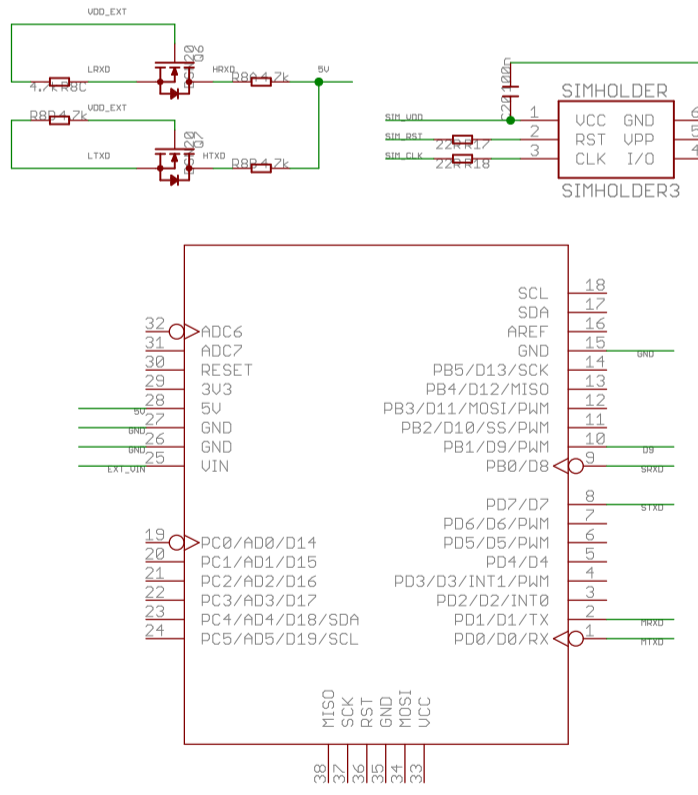 VDD_EXT
Q6
LRXD
HRXD
5V
4.7k R8C
R8A 4.7k
VDD_EXT
R8D 4.7k
Q7
LTXD
HTXD
R8B 4.7k
C20 100n
SIMHOLDER
SIM_VDD
1 VCC GND 6
SIM_RST
22R R17
2 RST VPP 5
SIM_CLK
22R R18
3 CLK I/O 4
SIMHOLDER3
SCL 18
SDA 17
32 ADC6
AREF 16
31 ADC7
GND 15 GND
30 RESET
PB5/D13/SCK 14
29 3V3
PB4/D12/MISO 13
5V 28 5V
PB3/D11/MOSI/PWM 12
GND 27 GND
PB2/D10/SS/PWM 11
GND 26 GND
PB1/D9/PWM 10 D9
EXT_VIN 25 VIN
PB0/D8 9 SRXD
PD7/D7 8 STXD
PD6/D6/PWM 7
19 PC0/AD0/D14
PD5/D5/PWM 6
20 PC1/AD1/D15
PD4/D4 5
21 PC2/AD2/D16
PD3/D3/INT1/PWM 4
22 PC3/AD3/D17
PD2/D2/INT0 3
23 PC4/AD4/D18/SDA
PD1/D1/TX 2 MRXD
24 PC5/AD5/D19/SCL
PD0/D0/RX 1 MTXD
MISO SCK RST GND MOSI VCC
38 37 36 35 34 33